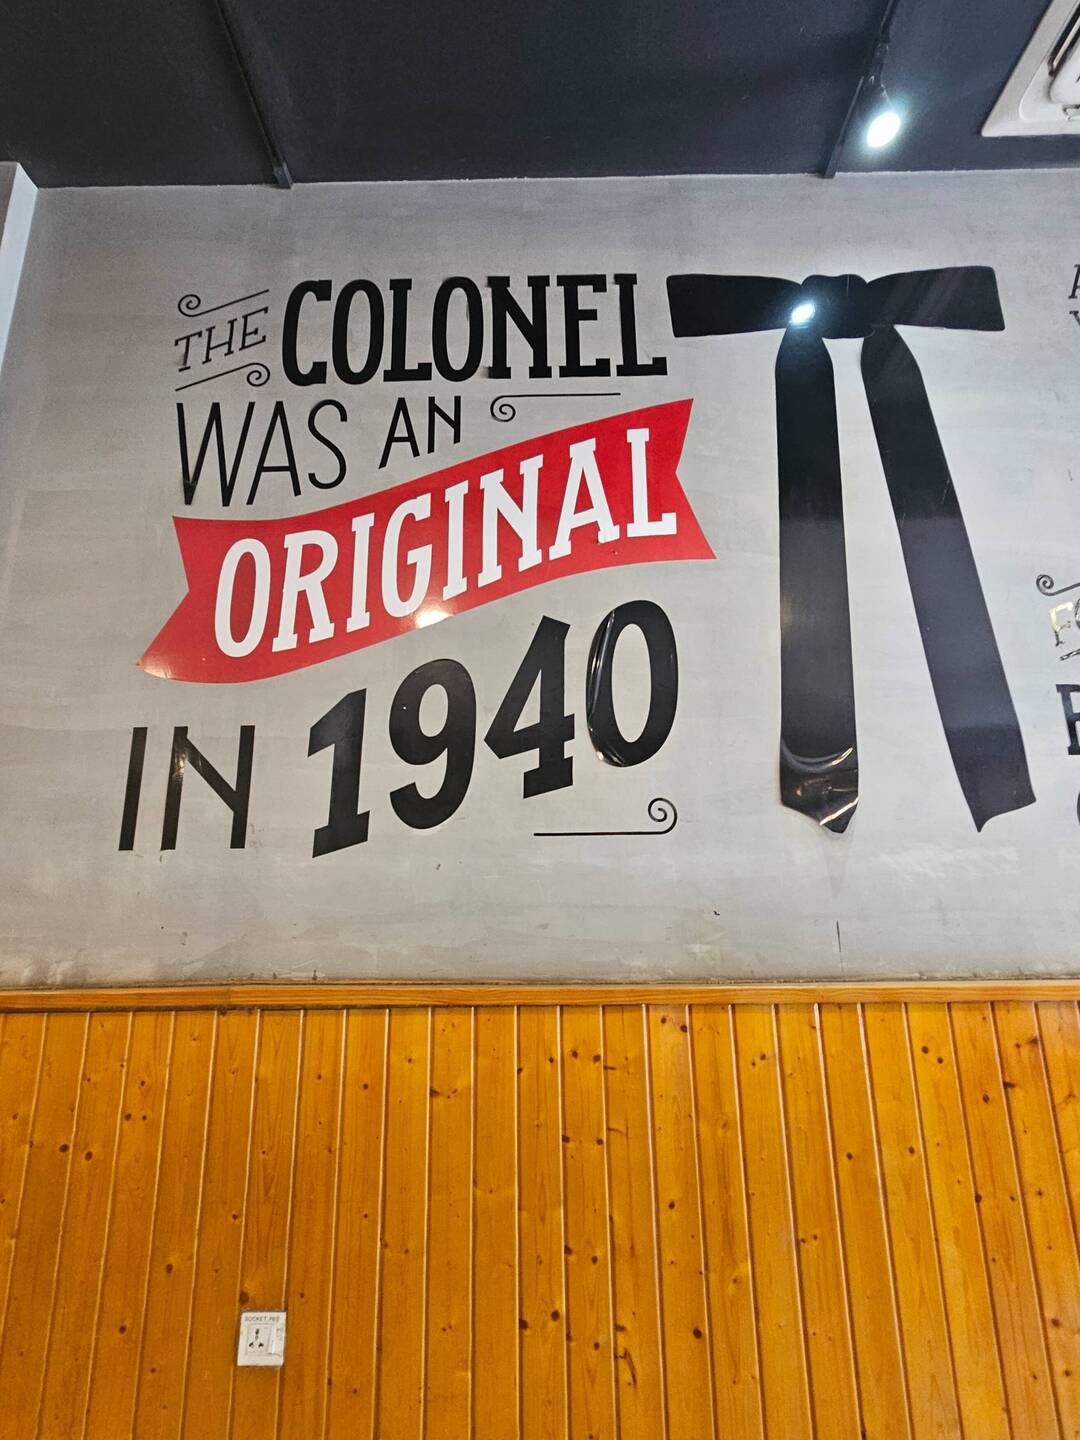 THE COLONEL
WAS AN
ORIGINAL
IN 1940